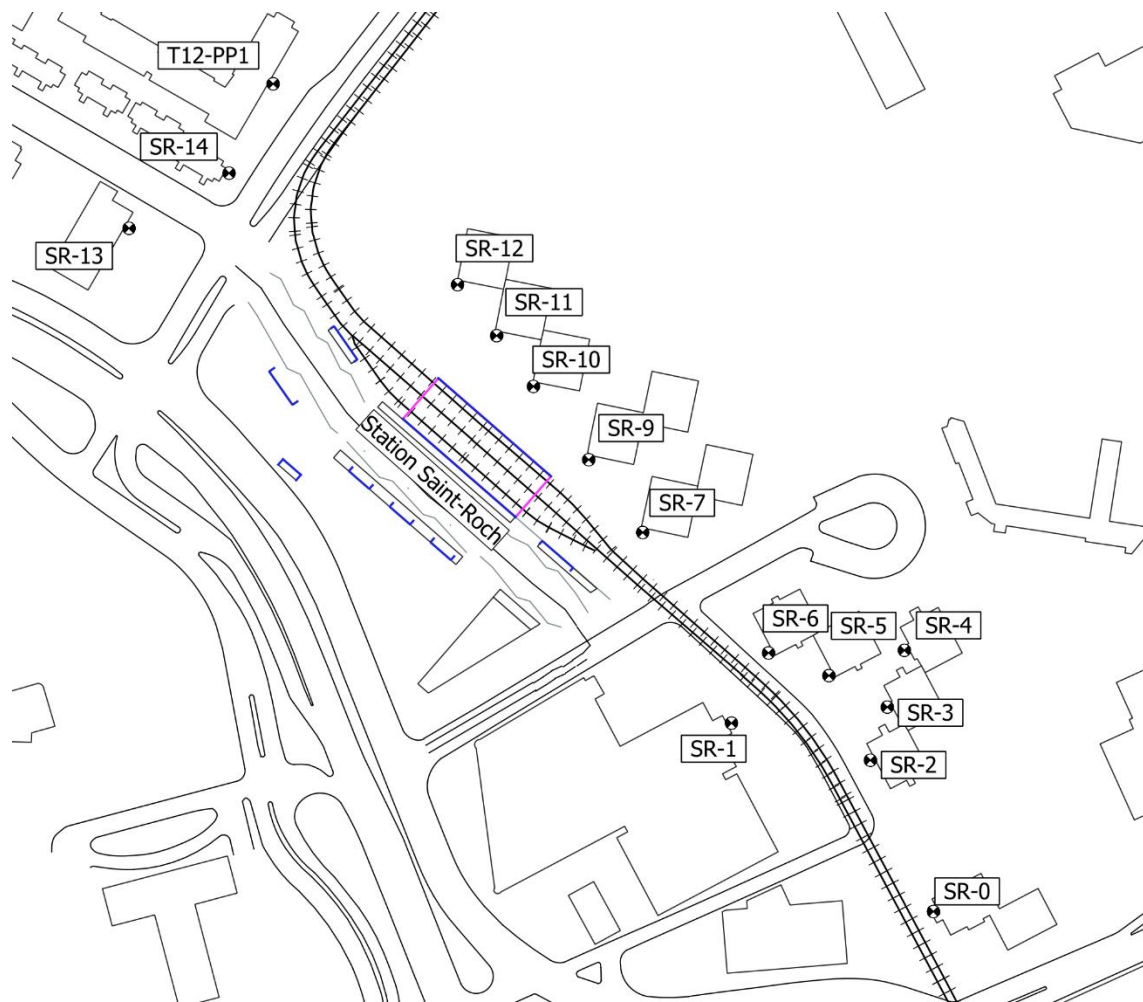 T12-PP1
SR-14
SR-13
SR-12
SR-11
SR-10
SR-9
SR-7
Station Saint-Roch
SR-6
SR-5
SR-4
SR-3
SR-1
SR-2
SR-0